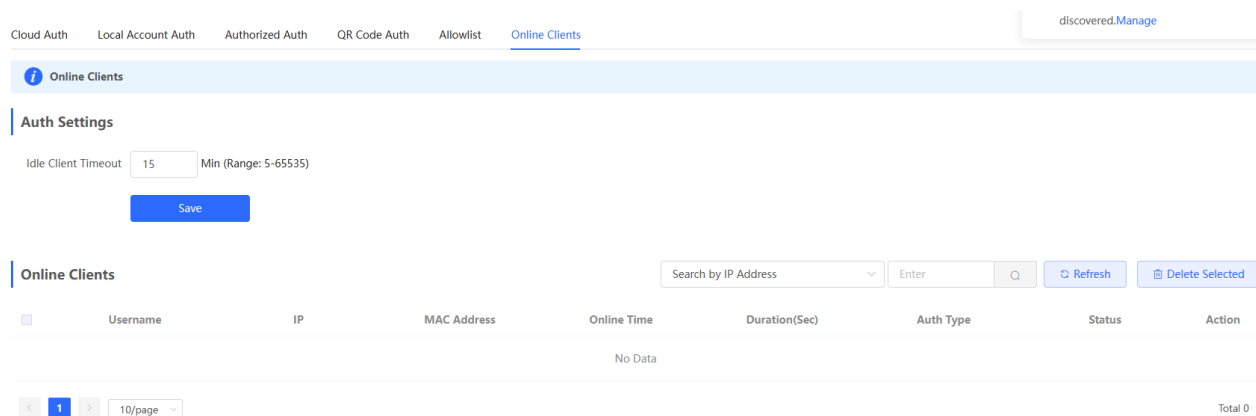 discovered.Manage
Cloud Auth Local Account Auth Authorized Auth QR Code Auth Allowlist Online Clients
i Online Clients
Auth Settings
Idle Client Timeout 15 Min (Range: 5-65535)
Save
Online Clients Search by IP Address Enter Refresh Delete Selected
Username IP MAC Address Online Time Duration(Sec) Auth Type Status Action
No Data
< 1 > 10/page Total 0